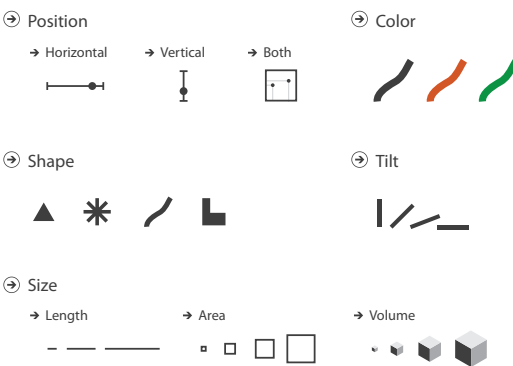 Position
Horizontal
Vertical
Both
Color
Shape
Tilt
Size
Length
Area
Volume